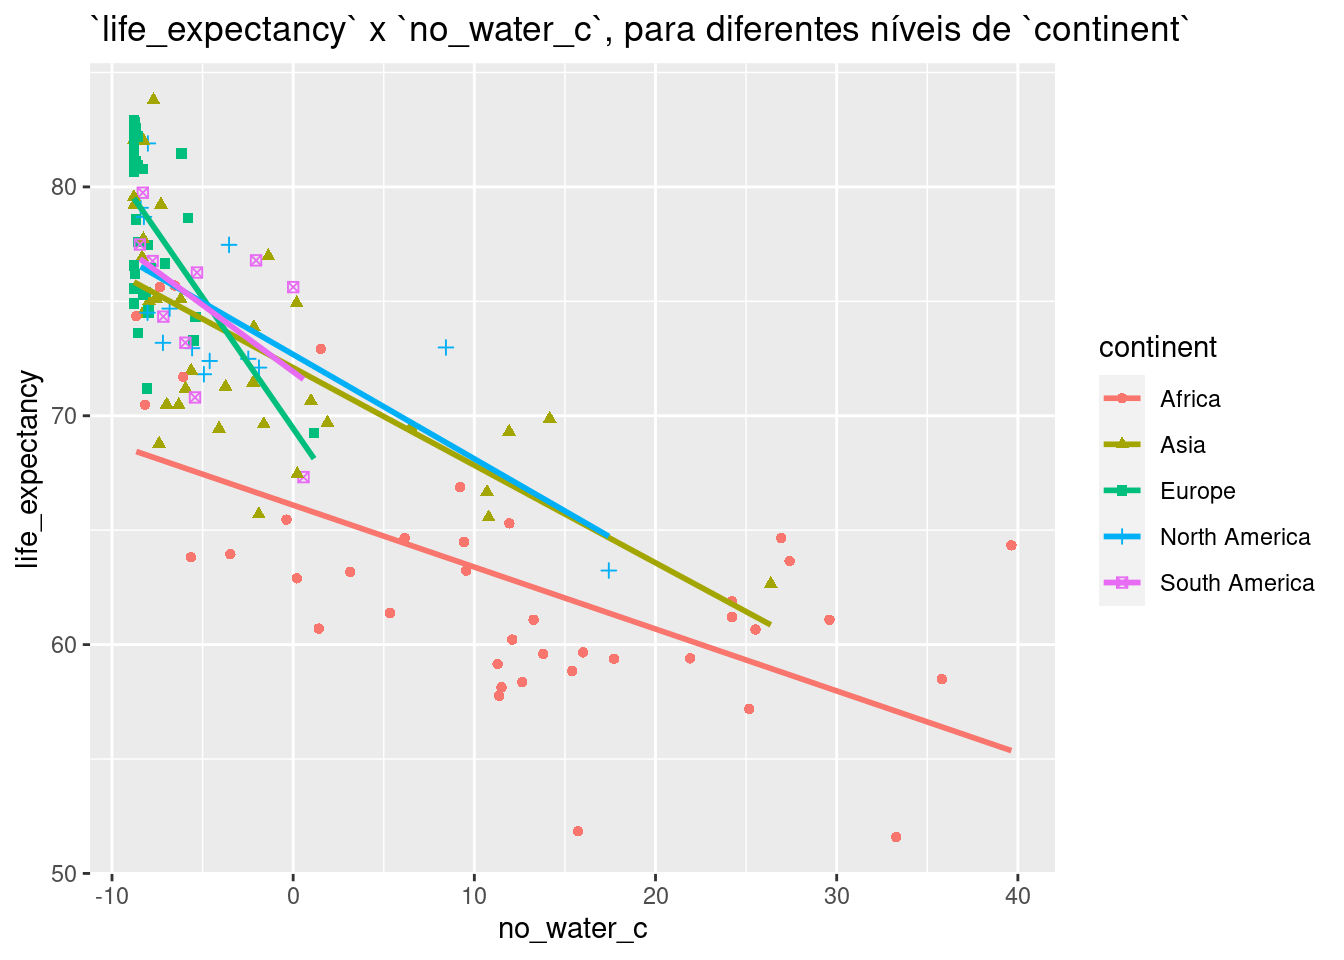 `life_expectancy` x `no_water_c`, para diferentes níveis de `continent`
life_expectancy
80
70
60
50
-10 0 10 20 30 40
no_water_c
continent
Africa
Asia
Europe
North America
South America